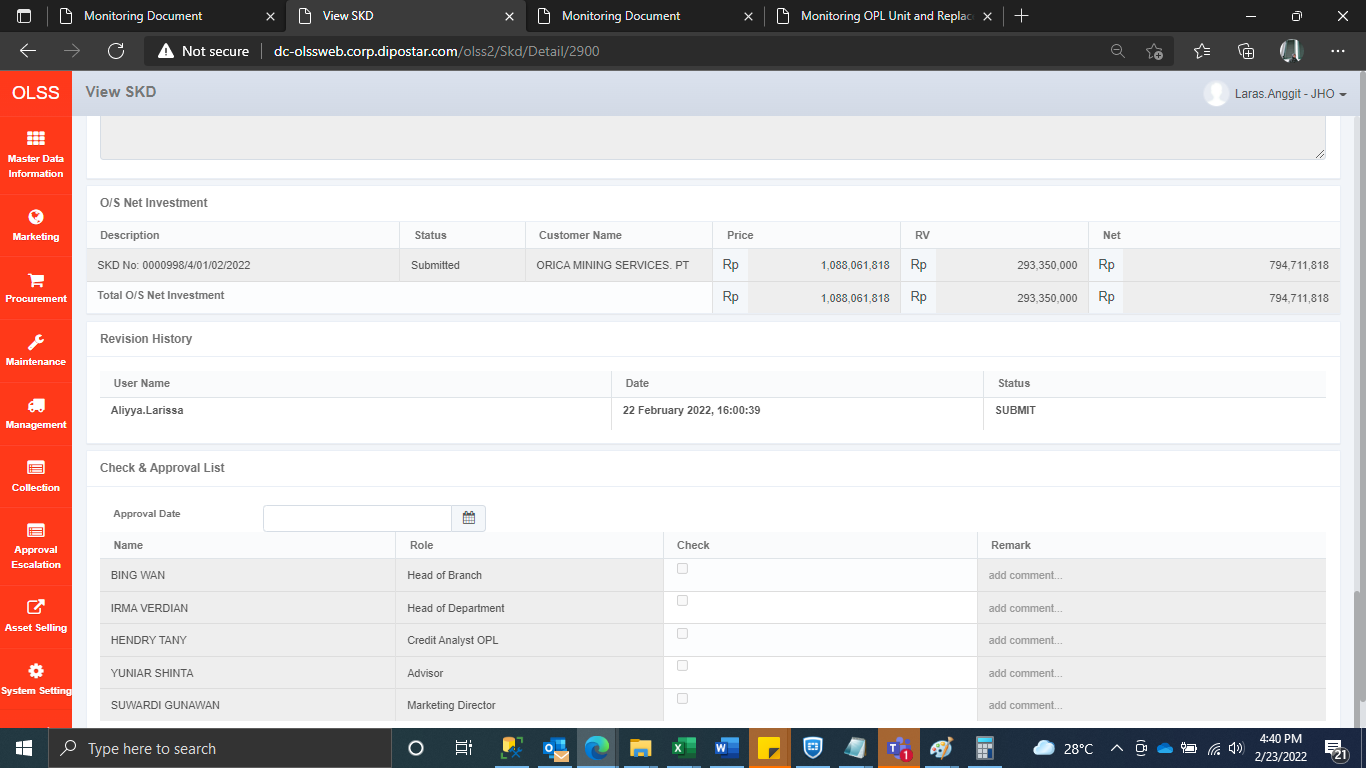 Monitoring Document
View SKD
Monitoring Document
Monitoring OPL Unit and Replac
Not secure
dc-olssweb.corp.dipostar.com/olss2/Skd/Detail/2900
OLSS
View SKD
Laras.Anggit - JHO
Master Data
Information
Marketing
Procurement
Maintenance
Management
Collection
Approval
Escalation
Asset Selling
System Setting
O/S Net Investment
Description Status Customer Name Price RV Net
SKD No: 0000998/4/01/02/2022 Submitted ORICA MINING SERVICES. PT Rp 1,088,061,818 Rp 293,350,000 Rp 794,711,818
Total O/S Net Investment Rp 1,088,061,818 Rp 293,350,000 Rp 794,711,818
Revision History
User Name Date Status
Aliyya.Larissa 22 February 2022, 16:00:39 SUBMIT
Check & Approval List
Approval Date
Name Role Check Remark
BING WAN Head of Branch add comment...
IRMA VERDIAN Head of Department add comment...
HENDRY TANY Credit Analyst OPL add comment...
YUNIAR SHINTA Advisor add comment...
SUWARDI GUNAWAN Marketing Director add comment...
Type here to search
28°C
4:40 PM
2/23/2022
21
1